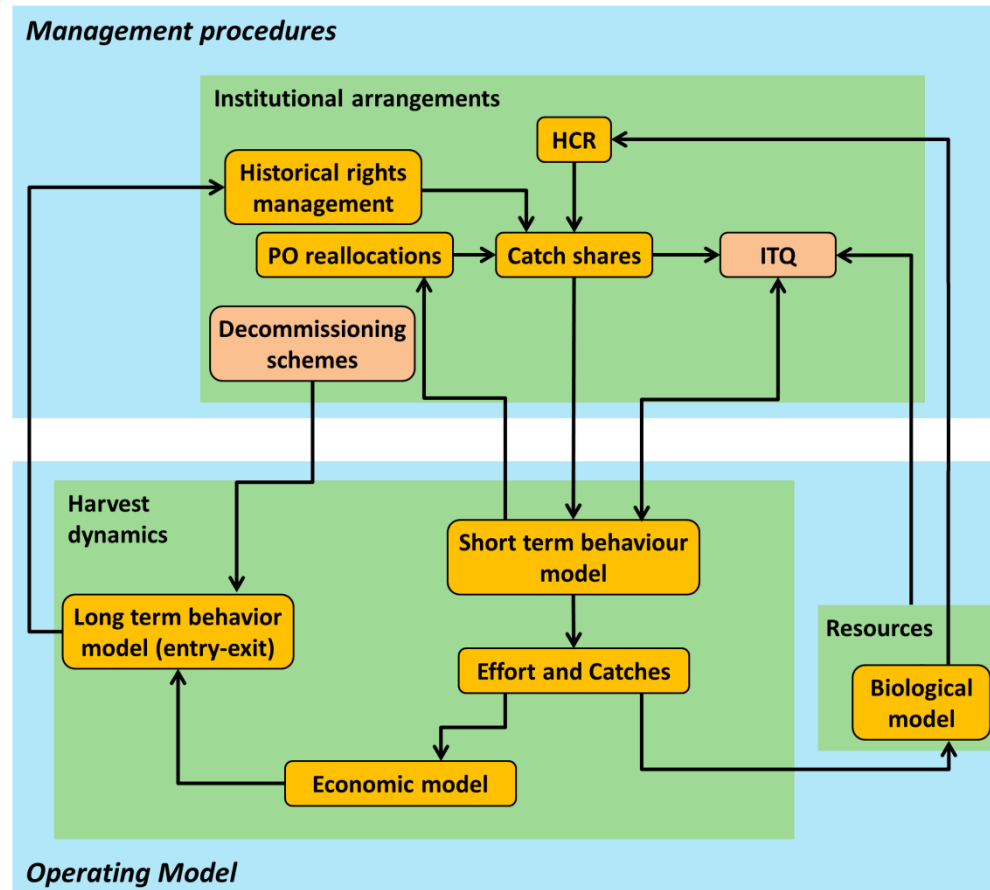 Management procedures
Institutional arrangements
HCR
Historical rights
management
PO reallocations
Catch shares
ITQ
Decommissioning
schemes
Harvest
dynamics
Short term behaviour
model
Long term behavior
model (entry-exit)
Resources
Effort and Catches
Biological
model
Economic model
Operating Model